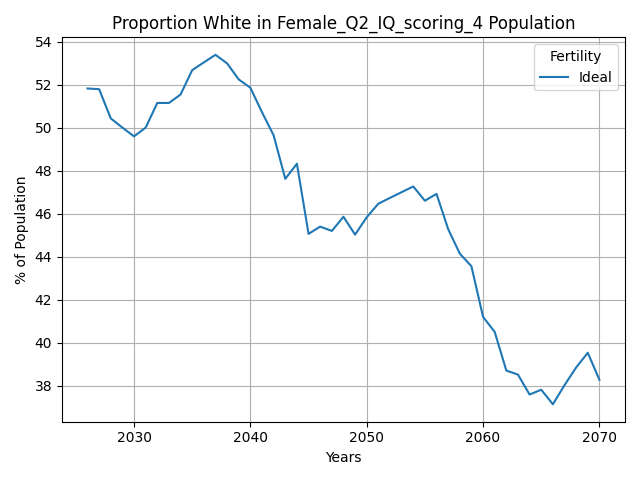 Proportion White in Female_Q2_IQ_scoring_4 Population
Fertility
Ideal
% of Population
54
52
50
48
46
44
42
40
38
2030 2040 2050 2060 2070
Years